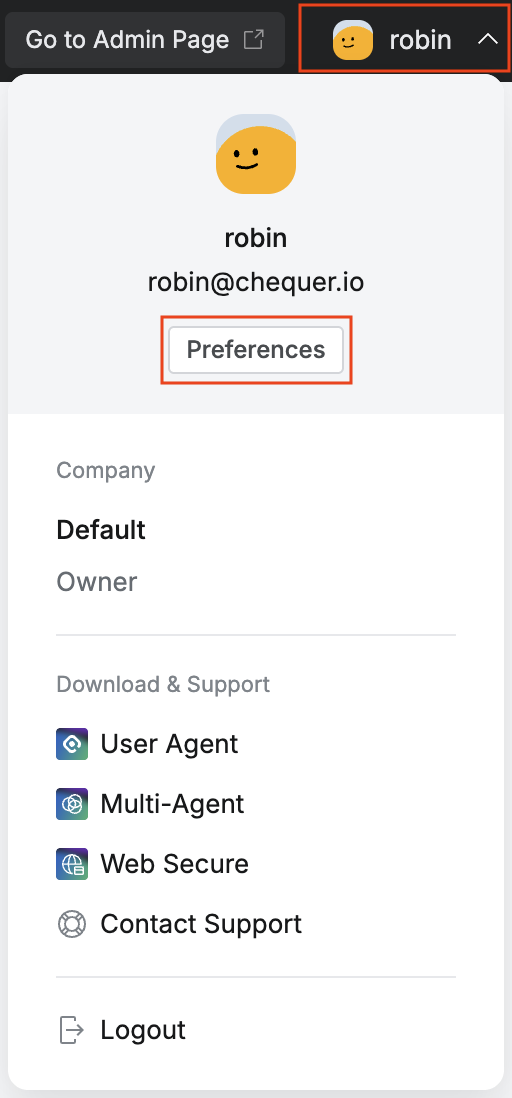 Go to Admin Page
robin
robin
robin@chequer.io
Preferences
Company
Default
Owner
Download & Support
User Agent
Multi-Agent
Web Secure
Contact Support
Logout